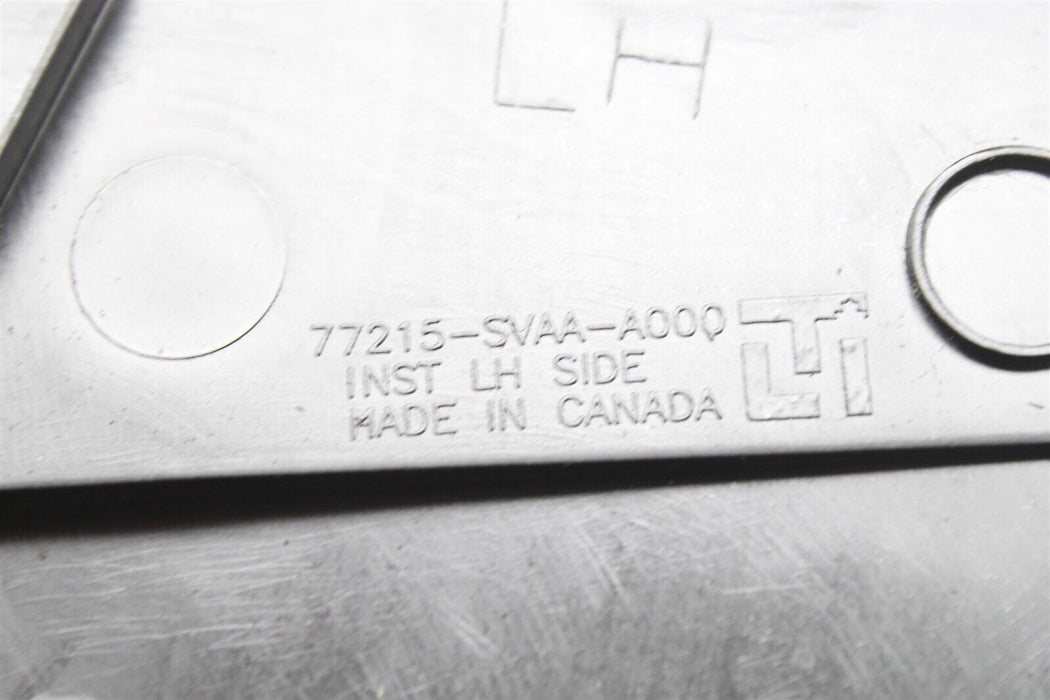 LH
77215-SVAA-A000
INST LH SIDE
MADE IN CANADA